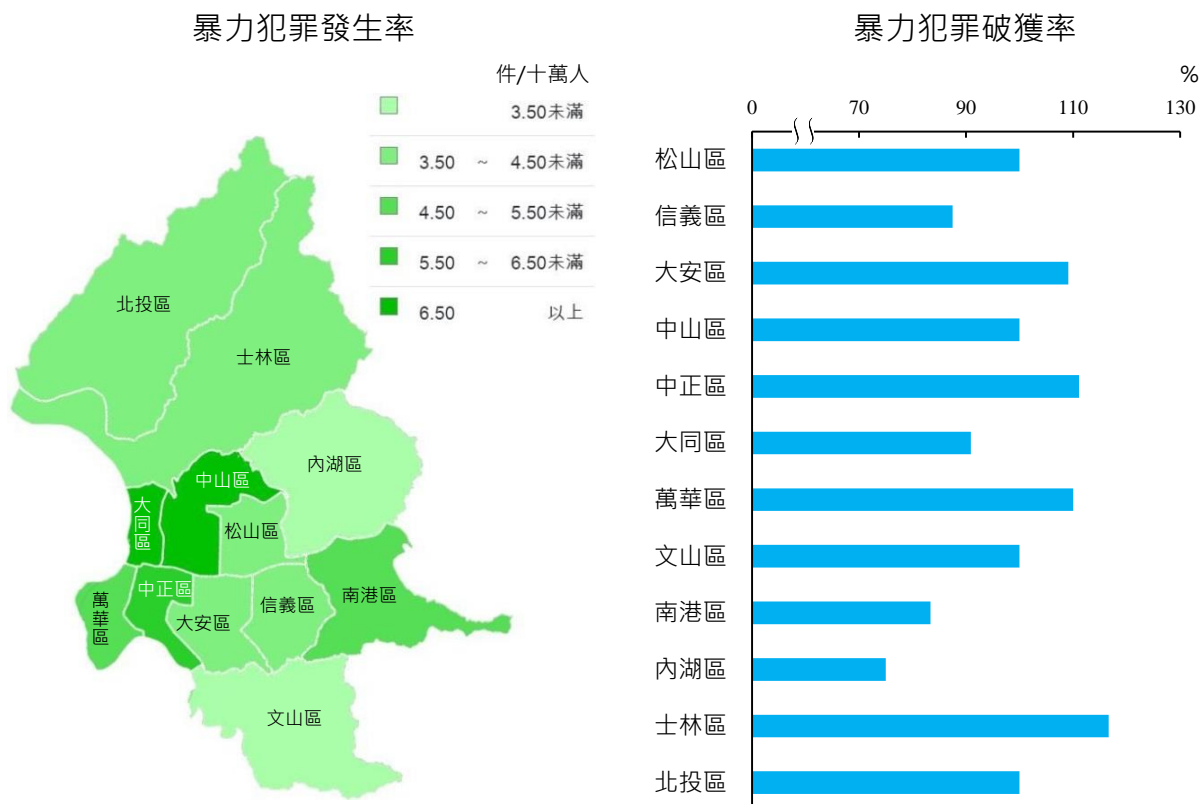 暴力犯罪發生率
件/十萬人
3.50未滿
3.50 ~ 4.50未滿
4.50 ~ 5.50未滿
5.50 ~ 6.50未滿
6.50 以上
北投區
士林區
內湖區
中山區
大同區
松山區
中正區
萬華區
大安區
信義區
南港區
文山區
暴力犯罪破獲率
%
0 70 90 110 130
松山區
信義區
大安區
中山區
中正區
大同區
萬華區
文山區
南港區
內湖區
士林區
北投區